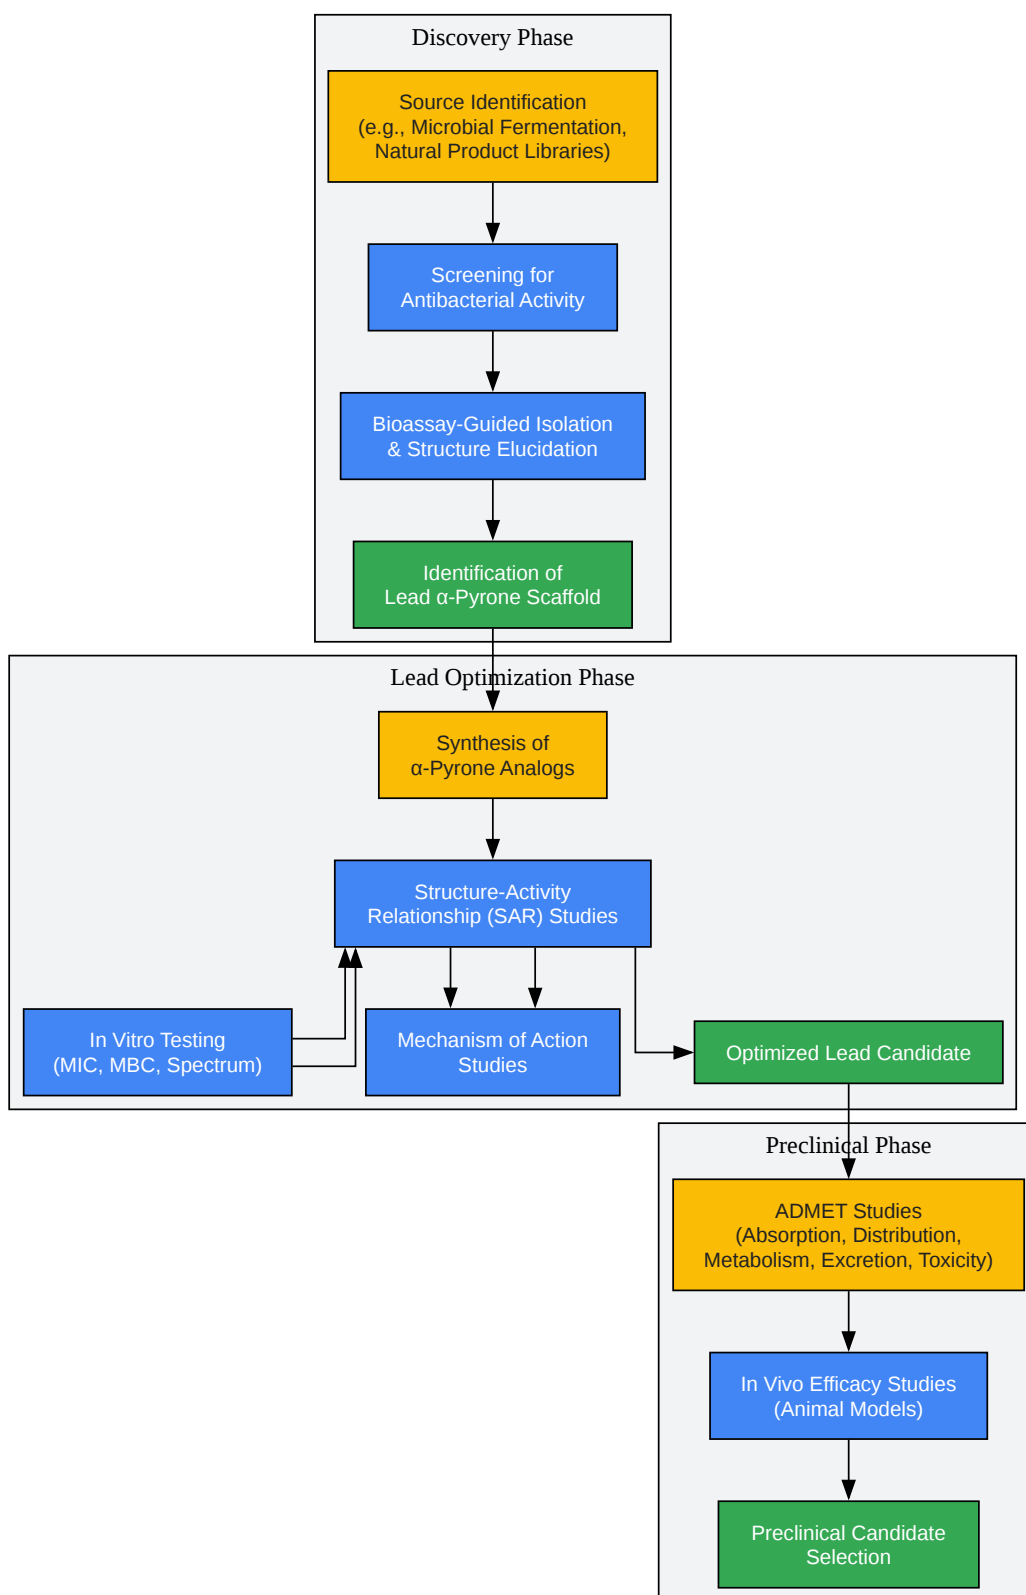 Discovery Phase
Source Identification
(e.g., Microbial Fermentation,
Natural Product Libraries)
Screening for
Antibacterial Activity
Bioassay-Guided Isolation
& Structure Elucidation
Identification of
Lead α-Pyrone Scaffold
Lead Optimization Phase
Synthesis of
α-Pyrone Analogs
Structure-Activity
Relationship (SAR) Studies
In Vitro Testing
(MIC, MBC, Spectrum)
Mechanism of Action
Studies
Optimized Lead Candidate
Preclinical Phase
ADMET Studies
(Absorption, Distribution,
Metabolism, Excretion, Toxicity)
In Vivo Efficacy Studies
(Animal Models)
Preclinical Candidate
Selection